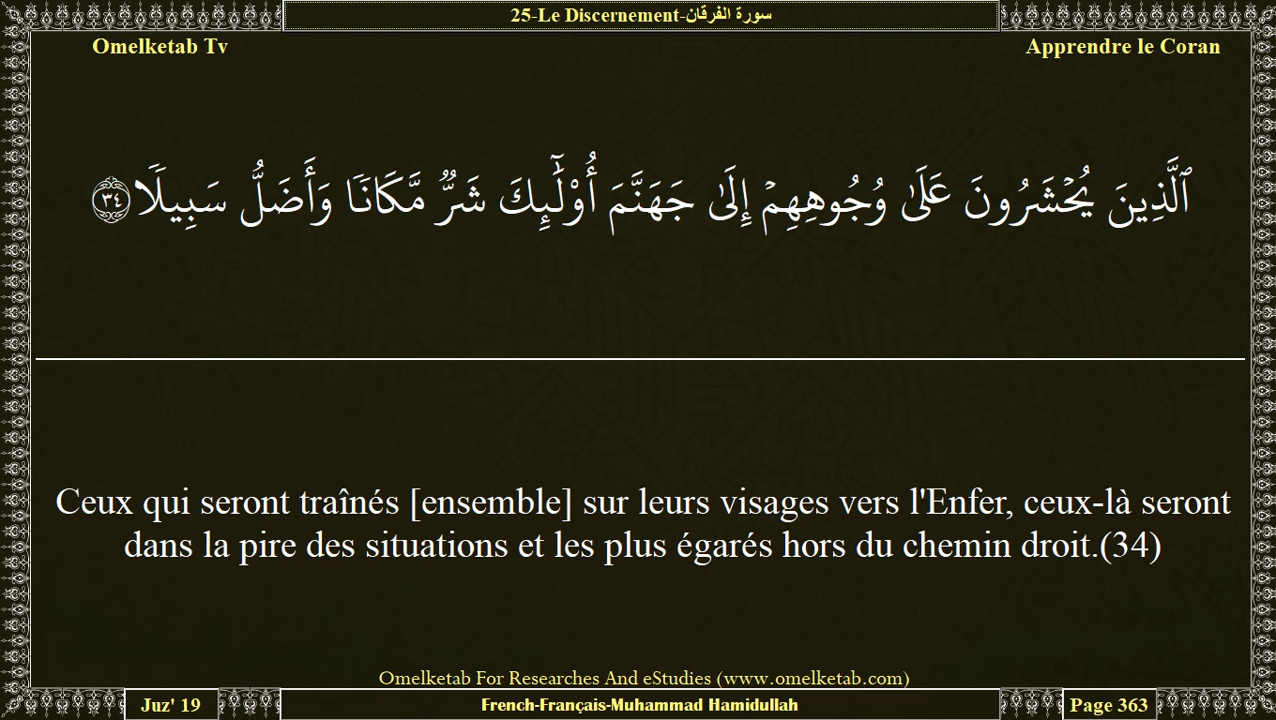 25-Le Discernement-سورة الفرقان
Omelketab Tv
Apprendre le Coran
ٱلَّذِينَ يُحۡشَرُونَ عَلَىٰ وُجُوهِهِمۡ إِلَىٰ جَهَنَّمَ أُوْلَـٰٓئِكَ شَرّٞ مَّكَانٗا وَأَضَلُّ سَبِيلٗا ٣٤
Ceux qui seront traînés [ensemble] sur leurs visages vers l'Enfer, ceux-là seront
dans la pire des situations et les plus égarés hors du chemin droit.(34)
Omelketab For Researches And eStudies (www.omelketab.com)
Juz' 19
French-Français-Muhammad Hamidullah
Page 363